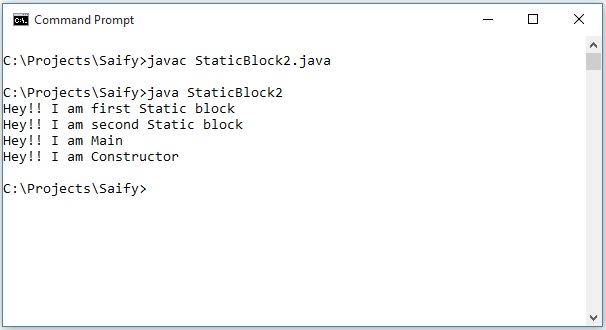 Command Prompt
C:\Projects\Saify>javac StaticBlock2.java
C:\Projects\Saify>java StaticBlock2
Hey!! I am first Static block
Hey!! I am second Static block
Hey!! I am Main
Hey!! I am Constructor
C:\Projects\Saify>